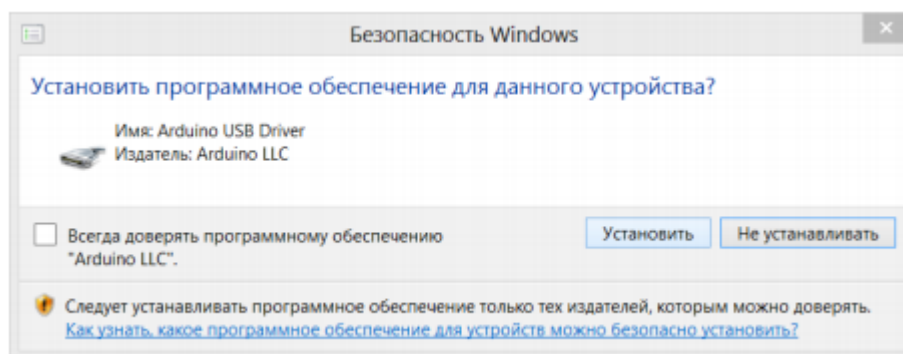 Безопасность Windows
Установить программное обеспечение для данного устройства?
Имя: Arduino USB Driver
Издатель: Arduino LLC
Всегда доверять программному обеспечению
"Arduino LLC".
Установить
Не устанавливать
Следует устанавливать программное обеспечение только тех издателей, которым можно доверять.
Как узнать, какое программное обеспечение для устройств можно безопасно установить?